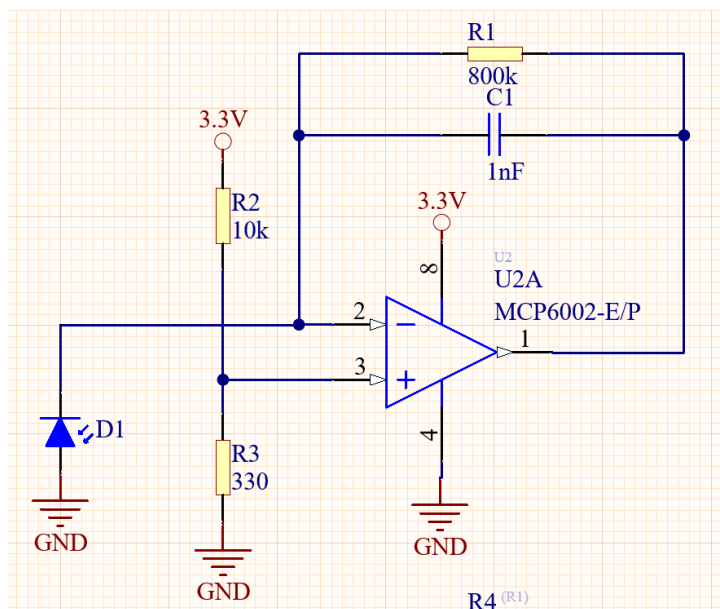 R1
800k
C1
1nF
3.3V
R2
10k
3.3V
8
U2
U2A
MCP6002-E/P
2
1
3
D1
4
R3
330
GND
GND
GND
R4 (R1)